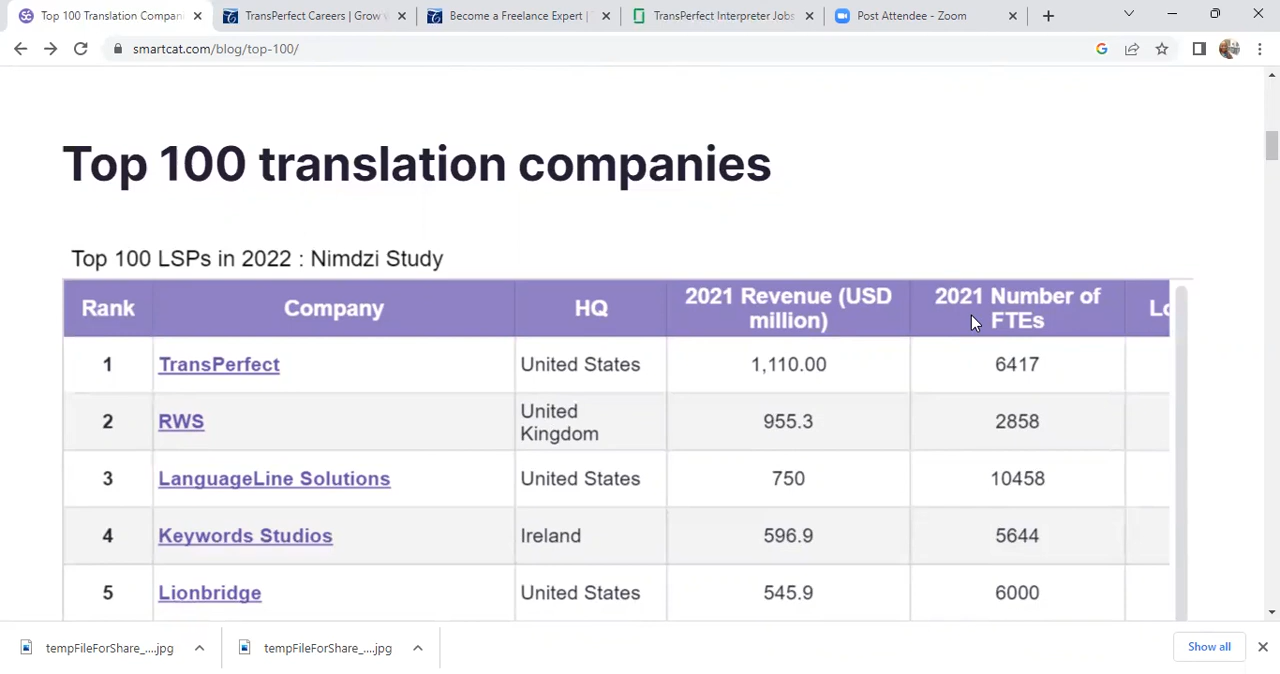 Top 100 Translation Compani
TransPerfect Careers | Grow
Become a Freelance Expert |
TransPerfect Interpreter Jobs
Post Attendee - Zoom
smartcat.com/blog/top-100/
Top 100 translation companies
Top 100 LSPs in 2022 : Nimdzi Study
Rank Company HQ 2021 Revenue (USD million) 2021 Number of FTEs
1 TransPerfect United States 1,110.00 6417
2 RWS United Kingdom 955.3 2858
3 LanguageLine Solutions United States 750 10458
4 Keywords Studios Ireland 596.9 5644
5 Lionbridge United States 545.9 6000
tempFileForShare_....jpg
tempFileForShare_....jpg
Show all